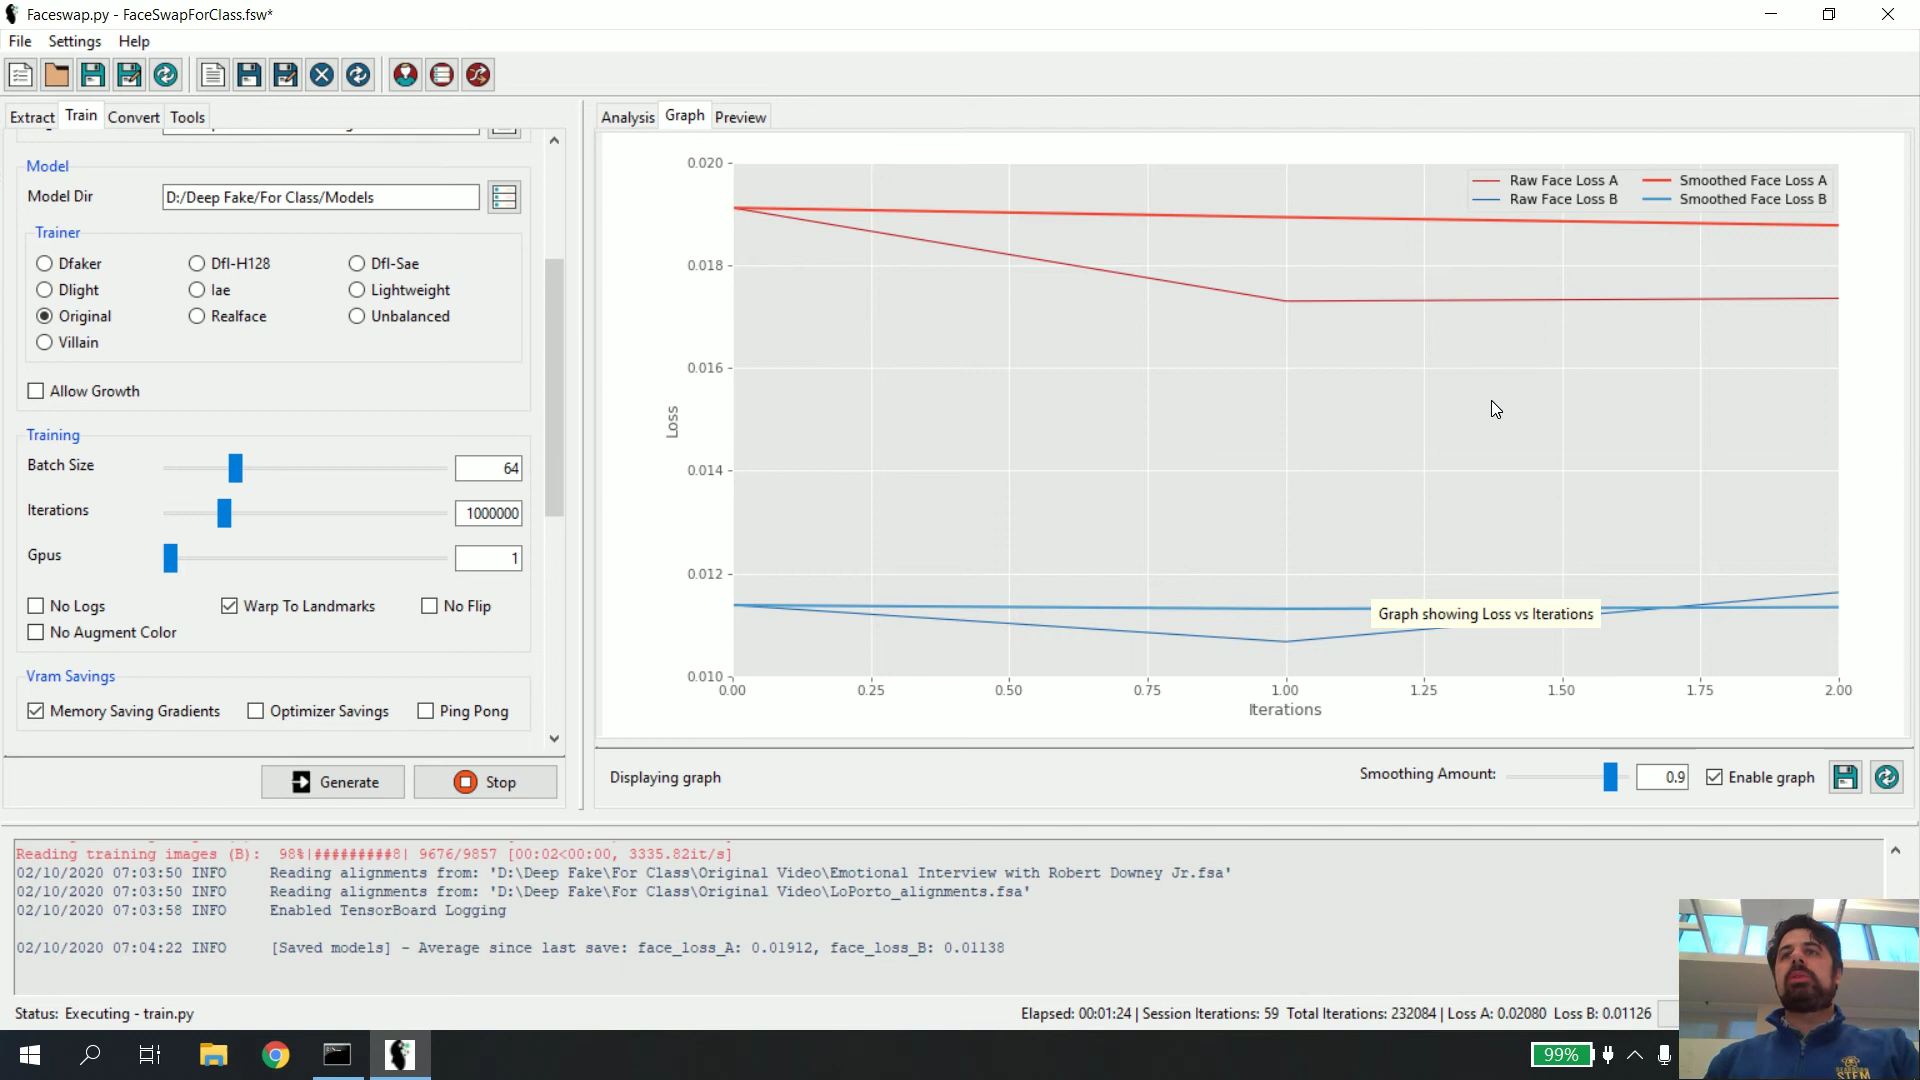 Faceswap.py - FaceSwapForClass.fsw*
File Settings Help
Extract Train Convert Tools
Analysis Graph Preview
Model
Model Dir D:/Deep Fake/For Class/Models
Trainer
Dfaker Dfl-H128 Dfl-Sae
Dlight Iae Lightweight
Original Realface Unbalanced
Villain
Allow Growth
Training
Batch Size 64
Iterations 1000000
Gpus 1
No Logs Warp To Landmarks No Flip
No Augment Color
Vram Savings
Memory Saving Gradients Optimizer Savings Ping Pong
Generate Stop
0.020
0.018
0.016
0.014
0.012
0.010
Loss
Raw Face Loss A Smoothed Face Loss A
Raw Face Loss B Smoothed Face Loss B
Graph showing Loss vs Iterations
0.00 0.25 0.50 0.75 1.00 1.25 1.50 1.75 2.00
Iterations
Displaying graph Smoothing Amount: 0.9 Enable graph
Reading training images (B): 98%|#########8| 9676/9857 [00:02<00:00, 3335.82it/s]
02/10/2020 07:03:50 INFO Reading alignments from: 'D:\Deep Fake\For Class\Original Video\Emotional Interview with Robert Downey Jr.fsa'
02/10/2020 07:03:50 INFO Reading alignments from: 'D:\Deep Fake\For Class\Original Video\LoPorto_alignments.fsa'
02/10/2020 07:03:58 INFO Enabled TensorBoard Logging
02/10/2020 07:04:22 INFO [Saved models] - Average since last save: face_loss_A: 0.01912, face_loss_B: 0.01138
Status: Executing - train.py Elapsed: 00:01:24 | Session Iterations: 59 Total Iterations: 232084 | Loss A: 0.02080 Loss B: 0.01126
99%
STEM